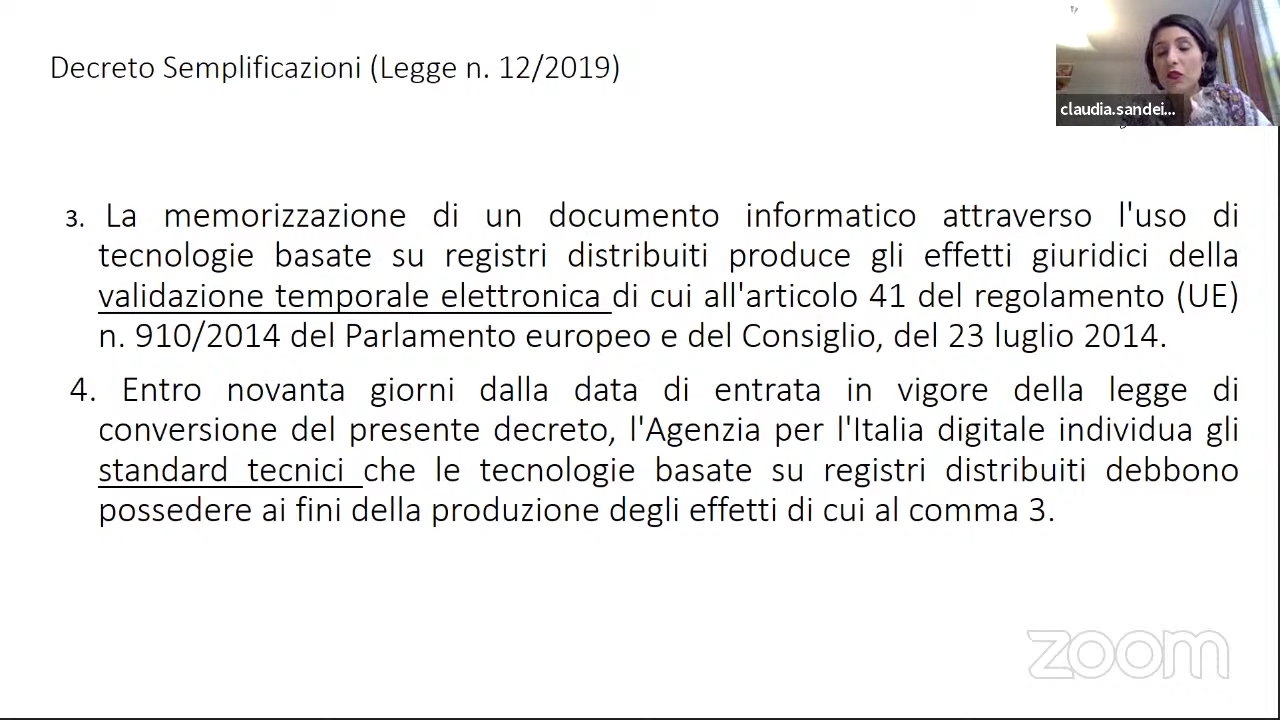 Decreto Semplificazioni (Legge n. 12/2019)
claudia.sandei...
3. La memorizzazione di un documento informatico attraverso l'uso di
tecnologie basate su registri distribuiti produce gli effetti giuridici della
validazione temporale elettronica di cui all'articolo 41 del regolamento (UE)
n. 910/2014 del Parlamento europeo e del Consiglio, del 23 luglio 2014.
4. Entro novanta giorni dalla data di entrata in vigore della legge di
conversione del presente decreto, l'Agenzia per l'Italia digitale individua gli
standard tecnici che le tecnologie basate su registri distribuiti debbono
possedere ai fini della produzione degli effetti di cui al comma 3.
zoom